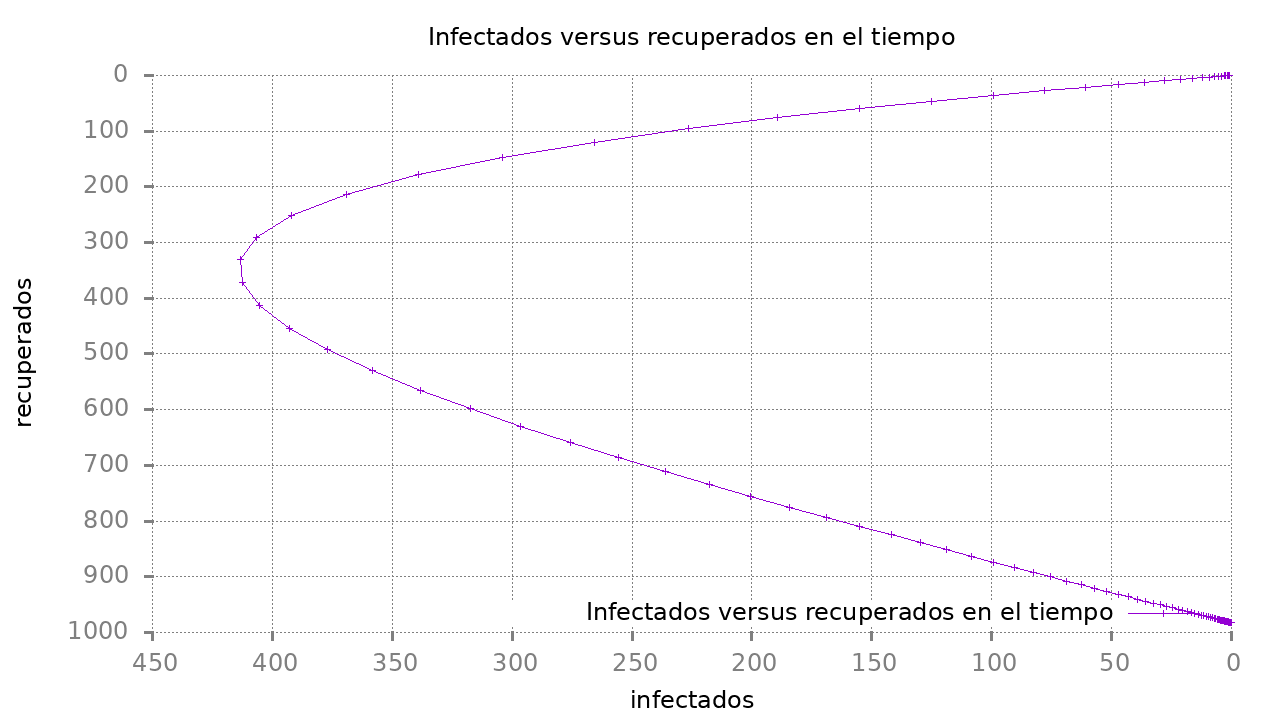 Infectados versus recuperados en el tiempo
0
100
200
300
400
500
600
700
800
900
1000
recuperados
Infectados versus recuperados en el tiempo
450 400 350 300 250 200 150 100 50 0
infectados